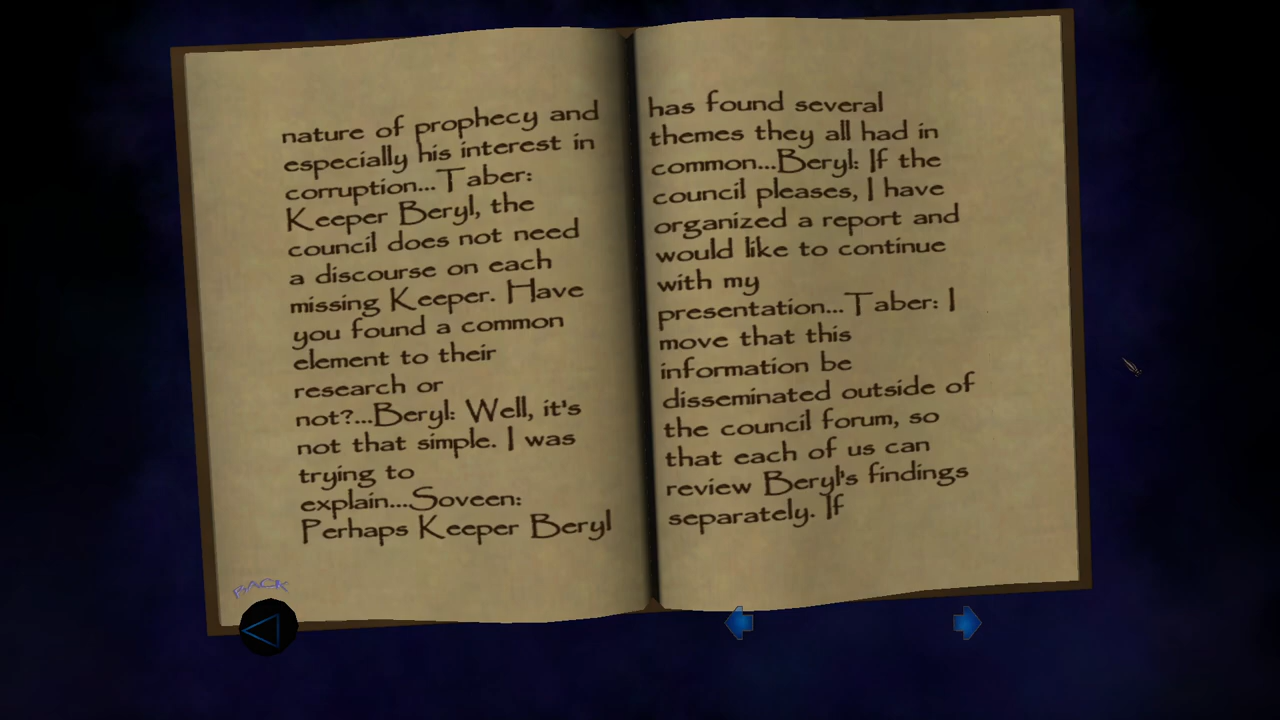 nature of prophecy and
especially his interest in
corruption...Taber:
Keeper Beryl, the
council does not need
a discourse on each
missing Keeper. Have
you found a common
element to their
research or
not?...Beryl: Well, it's
not that simple. I was
trying to
explain...Soveen:
Perhaps Keeper Beryl
has found several
themes they all had in
common...Beryl: If the
council pleases, I have
organized a report and
would like to continue
with my
presentation...Taber: I
move that this
information be
disseminated outside of
the council forum, so
that each of us can
review Beryl's findings
separately. If
BACK